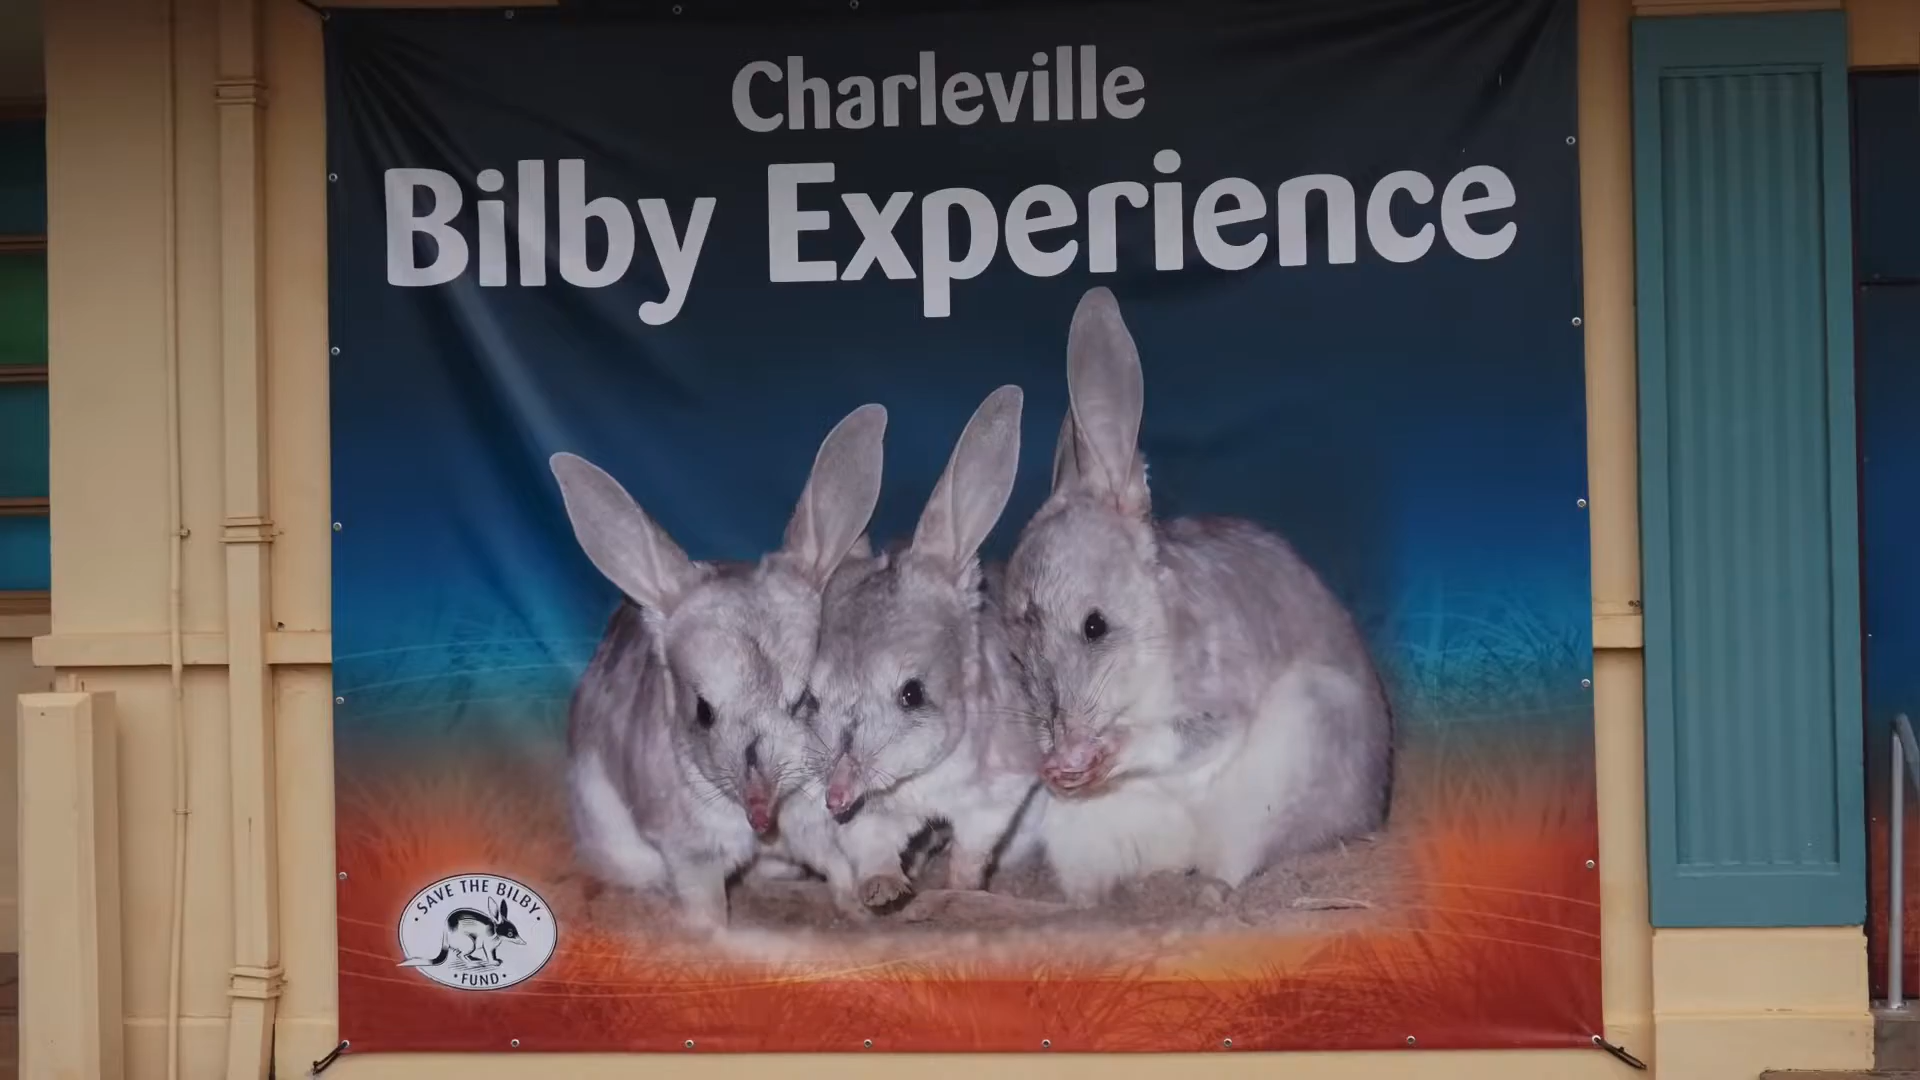 Charleville
Bilby Experience
· SAVE THE BILBY ·
· FUND ·